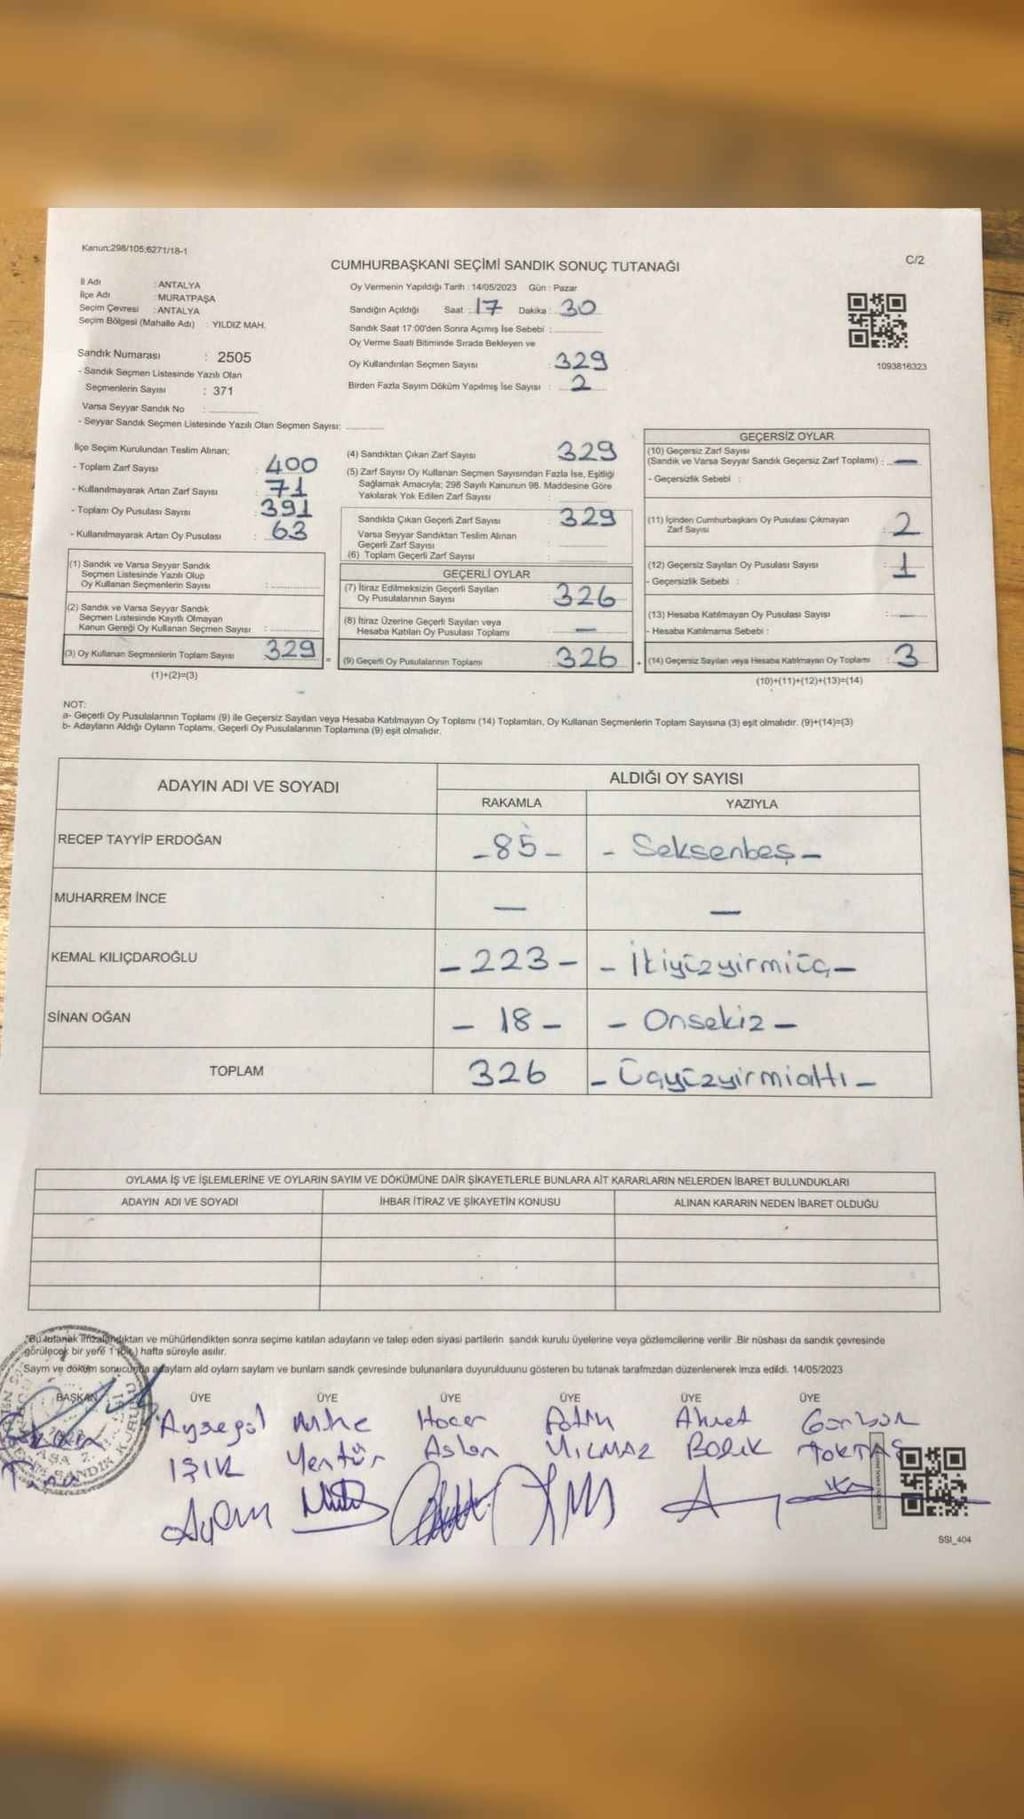 Kanun:298/105;6271/18-1
C/2
CUMHURBAŞKANI SEÇİMİ SANDIK SONUÇ TUTANAĞI
İl Adı : ANTALYA
İlçe Adı : MURATPAŞA
Seçim Çevresi : ANTALYA
Seçim Bölgesi (Mahalle Adı) : YILDIZ MAH.
Sandık Numarası : 2505
- Sandık Seçmen Listesinde Yazılı Olan
Seçmenlerin Sayısı : 371
Varsa Seyyar Sandık No :
- Seyyar Sandık Seçmen Listesinde Yazılı Olan Seçmen Sayısı:
Oy Vermenin Yapıldığı Tarih : 14/05/2023 Gün : Pazar
Sandığın Açıldığı Saat : 17 Dakika : 30
Sandık Saat 17:00'den Sonra Açımış İse Sebebi :
Oy Verme Saati Bitiminde Sırada Bekleyen ve
Oy Kullandırılan Seçmen Sayısı : 329
Birden Fazla Sayım Döküm Yapılmış İse Sayısı : 2
1093816323
İlçe Seçim Kurulundan Teslim Alınan;
- Toplam Zarf Sayısı : 400
- Kullanılmayarak Artan Zarf Sayısı : 71
- Toplam Oy Pusulası Sayısı : 391
- Kullanılmayarak Artan Oy Pusulası : 63
(1) Sandık ve Varsa Seyyar Sandık
Seçmen Listesinde Yazılı Olup
Oy Kullanan Seçmenlerin Sayısı :
(2) Sandık ve Varsa Seyyar Sandık
Seçmen Listesinde Kayıtlı Olmayan
Kanun Gereği Oy Kullanan Seçmen Sayısı :
(3) Oy Kullanan Seçmenlerin Toplam Sayısı : 329
(1)+(2)=(3)
(4) Sandıktan Çıkan Zarf Sayısı : 329
(5) Zarf Sayısı Oy Kullanan Seçmen Sayısından Fazla İse, Eşitliği
Sağlamak Amacıyla; 298 Sayılı Kanunun 98. Maddesine Göre
Yakılarak Yok Edilen Zarf Sayısı :
Sandıkta Çıkan Geçerli Zarf Sayısı : 329
Varsa Seyyar Sandıktan Teslim Alınan
Geçerli Zarf Sayısı :
(6) Toplam Geçerli Zarf Sayısı :
GEÇERLİ OYLAR
(7) İtiraz Edilmeksizin Geçerli Sayılan
Oy Pusulalarının Sayısı : 326
(8) İtiraz Üzerine Geçerli Sayılan veya
Hesaba Katılan Oy Pusulası Toplamı : —
(9) Geçerli Oy Pusulalarının Toplamı : 326
GEÇERSİZ OYLAR
(10) Geçersiz Zarf Sayısı
(Sandık ve Varsa Seyyar Sandık Geçersiz Zarf Toplamı) : —
- Geçersizlik Sebebi :
(11) İçinden Cumhurbaşkanı Oy Pusulası Çıkmayan
Zarf Sayısı : 2
(12) Geçersiz Sayılan Oy Pusulası Sayısı : 1
- Geçersizlik Sebebi :
(13) Hesaba Katılmayan Oy Pusulası Sayısı : —
- Hesaba Katılmama Sebebi :
(14) Geçersiz Sayılan veya Hesaba Katılmayan Oy Toplamı : 3
(10)+(11)+(12)+(13)=(14)
NOT:
a- Geçerli Oy Pusulalarının Toplamı (9) ile Geçersiz Sayılan veya Hesaba Katılmayan Oy Toplamı (14) Toplamları, Oy Kullanan Seçmenlerin Toplam Sayısına (3) eşit olmalıdır. (9)+(14)=(3)
b- Adayların Aldığı Oyların Toplamı, Geçerli Oy Pusulalarının Toplamına (9) eşit olmalıdır.
ADAYIN ADI VE SOYADI ALDIĞI OY SAYISI
RAKAMLA YAZIYLA
RECEP TAYYİP ERDOĞAN -85- - Seksenbeş -
MUHARREM İNCE — —
KEMAL KILIÇDAROĞLU - 223 - - İkiyüzyirmiüç -
SİNAN OĞAN - 18 - - Onsekiz -
TOPLAM 326 - Üçyüzyirmialtı -
OYLAMA İŞ VE İŞLEMLERİNE VE OYLARIN SAYIM VE DÖKÜMÜNE DAİR ŞİKAYETLERLE BUNLARA AİT KARARLARIN NELERDEN İBARET BULUNDUKLARI
ADAYIN ADI VE SOYADI İHBAR İTİRAZ VE ŞİKAYETİN KONUSU ALINAN KARARIN NEDEN İBARET OLDUĞU
*Bu tutanak imzalandıktan ve mühürlendikten sonra seçime katılan adayların ve talep eden siyasi partilerin sandık kurulu üyelerine veya gözlemcilerine verilir .Bir nüshası da sandık çevresinde
görülecek bir yere 1 (bir) hafta süreyle asılır.
Sayım ve döküm sonucunda adaylarn ald oylarn saylam ve bunlarn sandk çevresinde bulunanlara duyurulduunu gösteren bu tutanak tarafmzdan düzenlenerek imza edildi. 14/05/2023
BAŞKAN ÜYE ÜYE ÜYE ÜYE ÜYE ÜYE
Ayşegül Hacer Fatih Ahmet
IŞIK Yentür Aslan YILMAZ TOKTAŞ
SSI_404